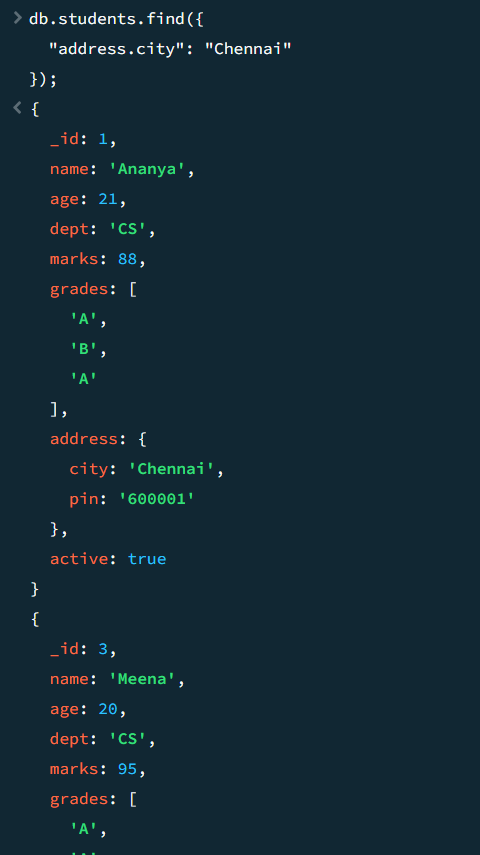 db.students.find({
"address.city": "Chennai"
});
{
_id: 1,
name: 'Ananya',
age: 21,
dept: 'CS',
marks: 88,
grades: [
'A',
'B',
'A'
],
address: {
city: 'Chennai',
pin: '600001'
},
active: true
}
{
_id: 3,
name: 'Meena',
age: 20,
dept: 'CS',
marks: 95,
grades: [
'A',